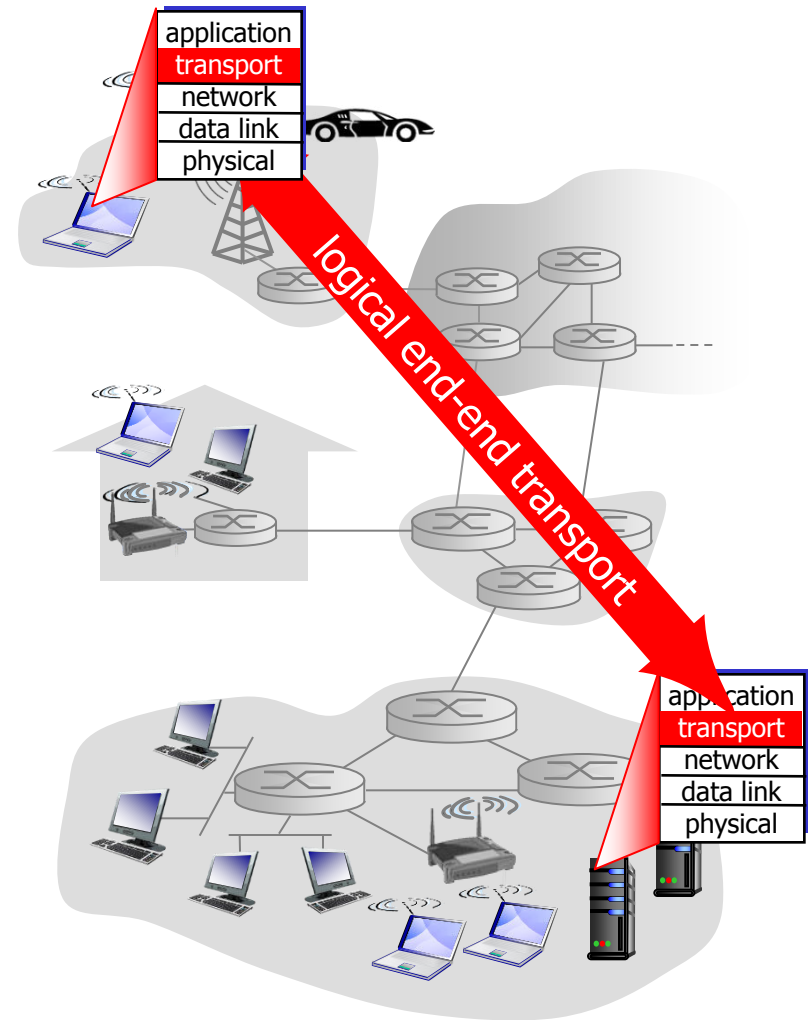 application
transport
network
data link
physical
logical end-end transport
application
transport
network
data link
physical